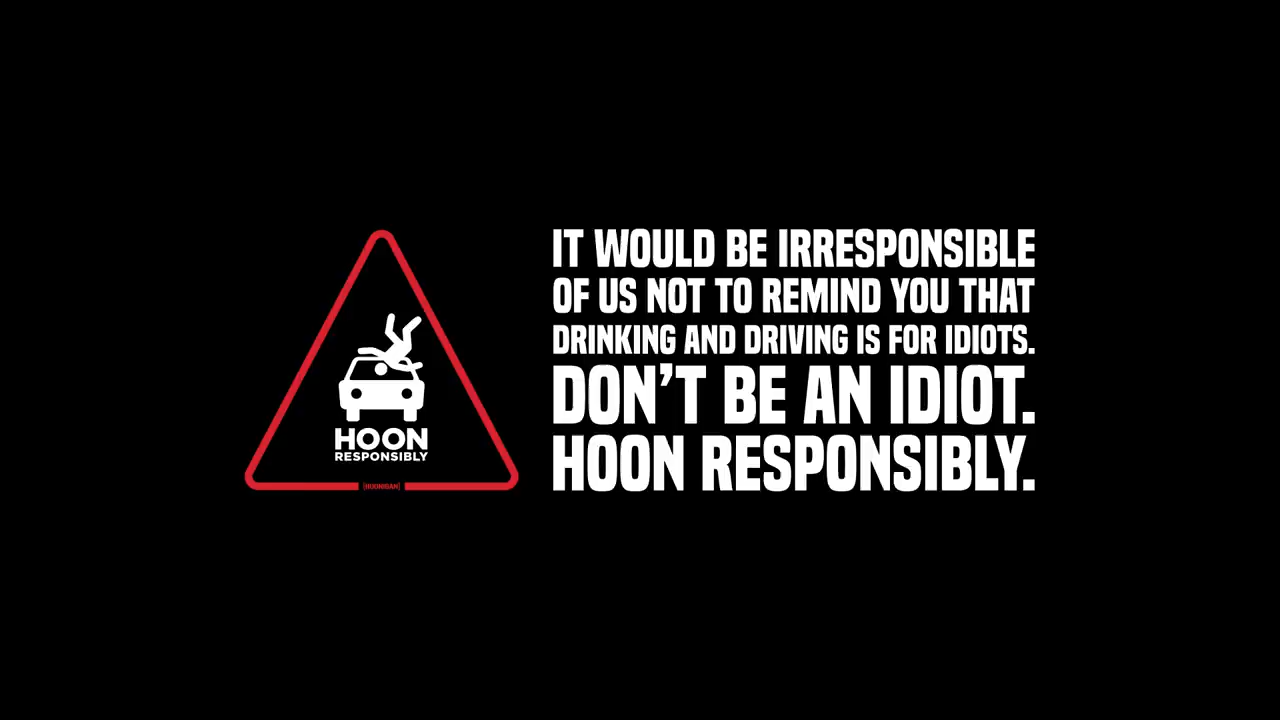 HOON
RESPONSIBLY
[HOONIGAN]
IT WOULD BE IRRESPONSIBLE
OF US NOT TO REMIND YOU THAT
DRINKING AND DRIVING IS FOR IDIOTS.
DON'T BE AN IDIOT.
HOON RESPONSIBLY.